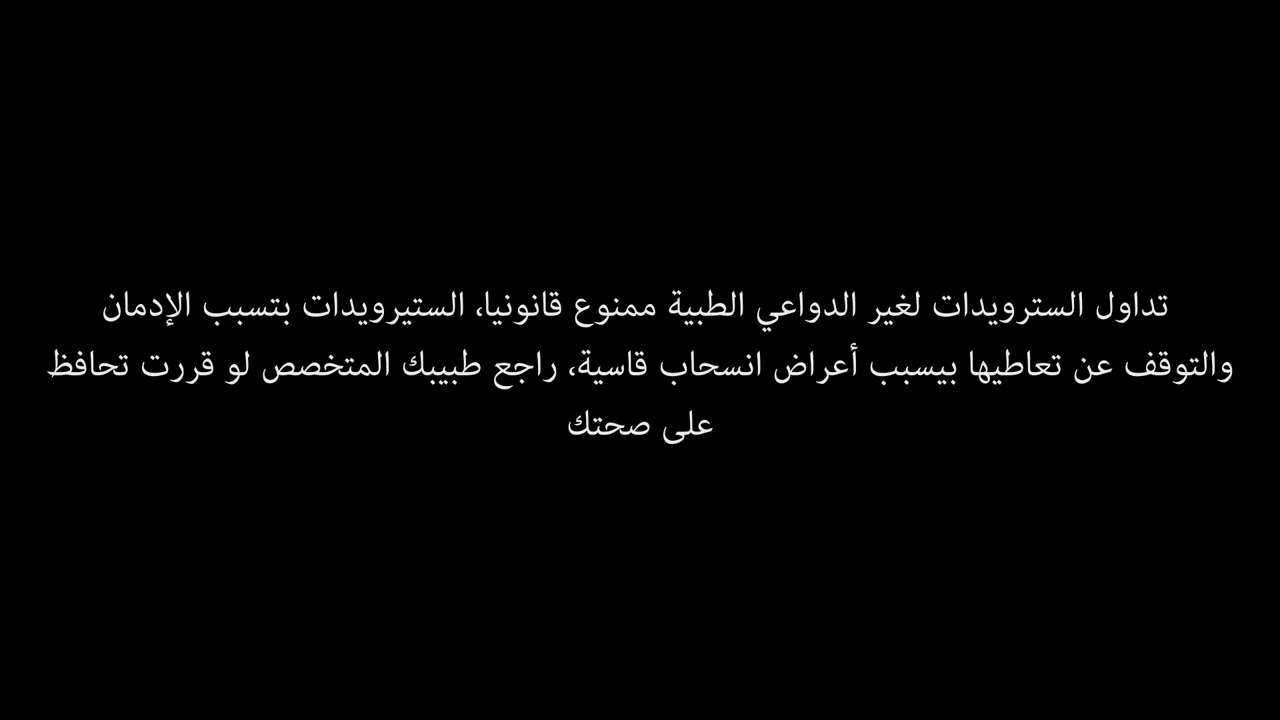 تداول السترويدات لغير الدواعي الطبية ممنوع قانونيا، الستيرويدات بتسبب الإدمان
والتوقف عن تعاطيها بيسبب أعراض انسحاب قاسية، راجع طبيبك المتخصص لو قررت تحافظ
على صحتك